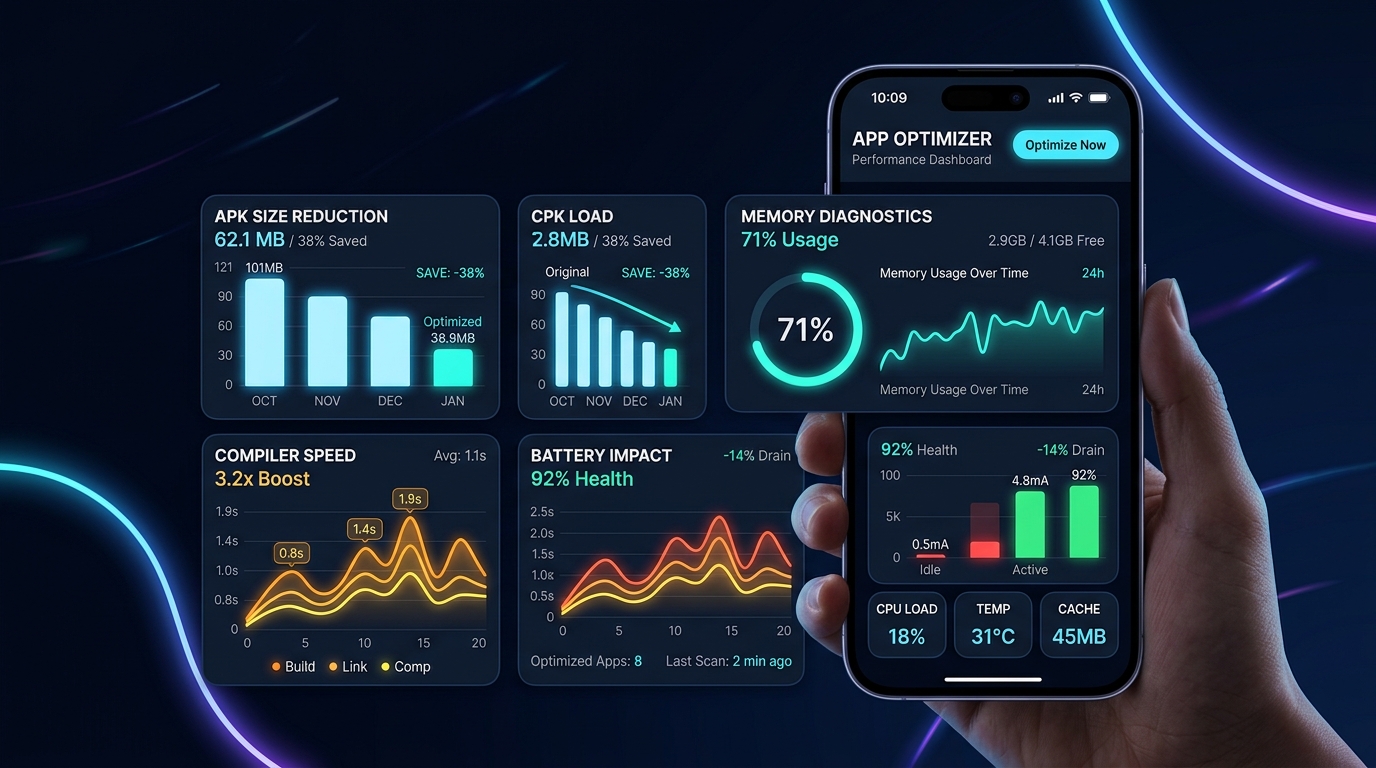 10:09
APP OPTIMIZER
Performance Dashboard
Optimize Now
APK SIZE REDUCTION
62.1 MB / 38% Saved
SAVE: -38%
121
101MB
90
60
30
0
Optimized
38.9MB
OCT NOV DEC JAN
CPK LOAD
2.8MB / 38% Saved
Original
SAVE: -38%
90
60
30
0
OCT NOV DEC JAN
MEMORY DIAGNOSTICS
71% Usage
2.9GB / 4.1GB Free
71%
Memory Usage Over Time 24h
Memory Usage Over Time 24h
COMPILER SPEED
Avg: 1.1s
3.2x Boost
1.9s
1.4s
1.0s
0.8s
0
0.8s
1.4s
1.9s
0 5 10 15 20
Build Link Comp
BATTERY IMPACT
-14% Drain
92% Health
2.5s
2.0s
1.5s
1.0s
0.5s
0
0 5 10 15 20
Optimized Apps: 8
Last Scan: 2 min ago
92% Health
-14% Drain
100
5K
0
0.5mA
4.8mA
92%
Idle
Active
CPU LOAD
18%
TEMP
31°C
CACHE
45MB